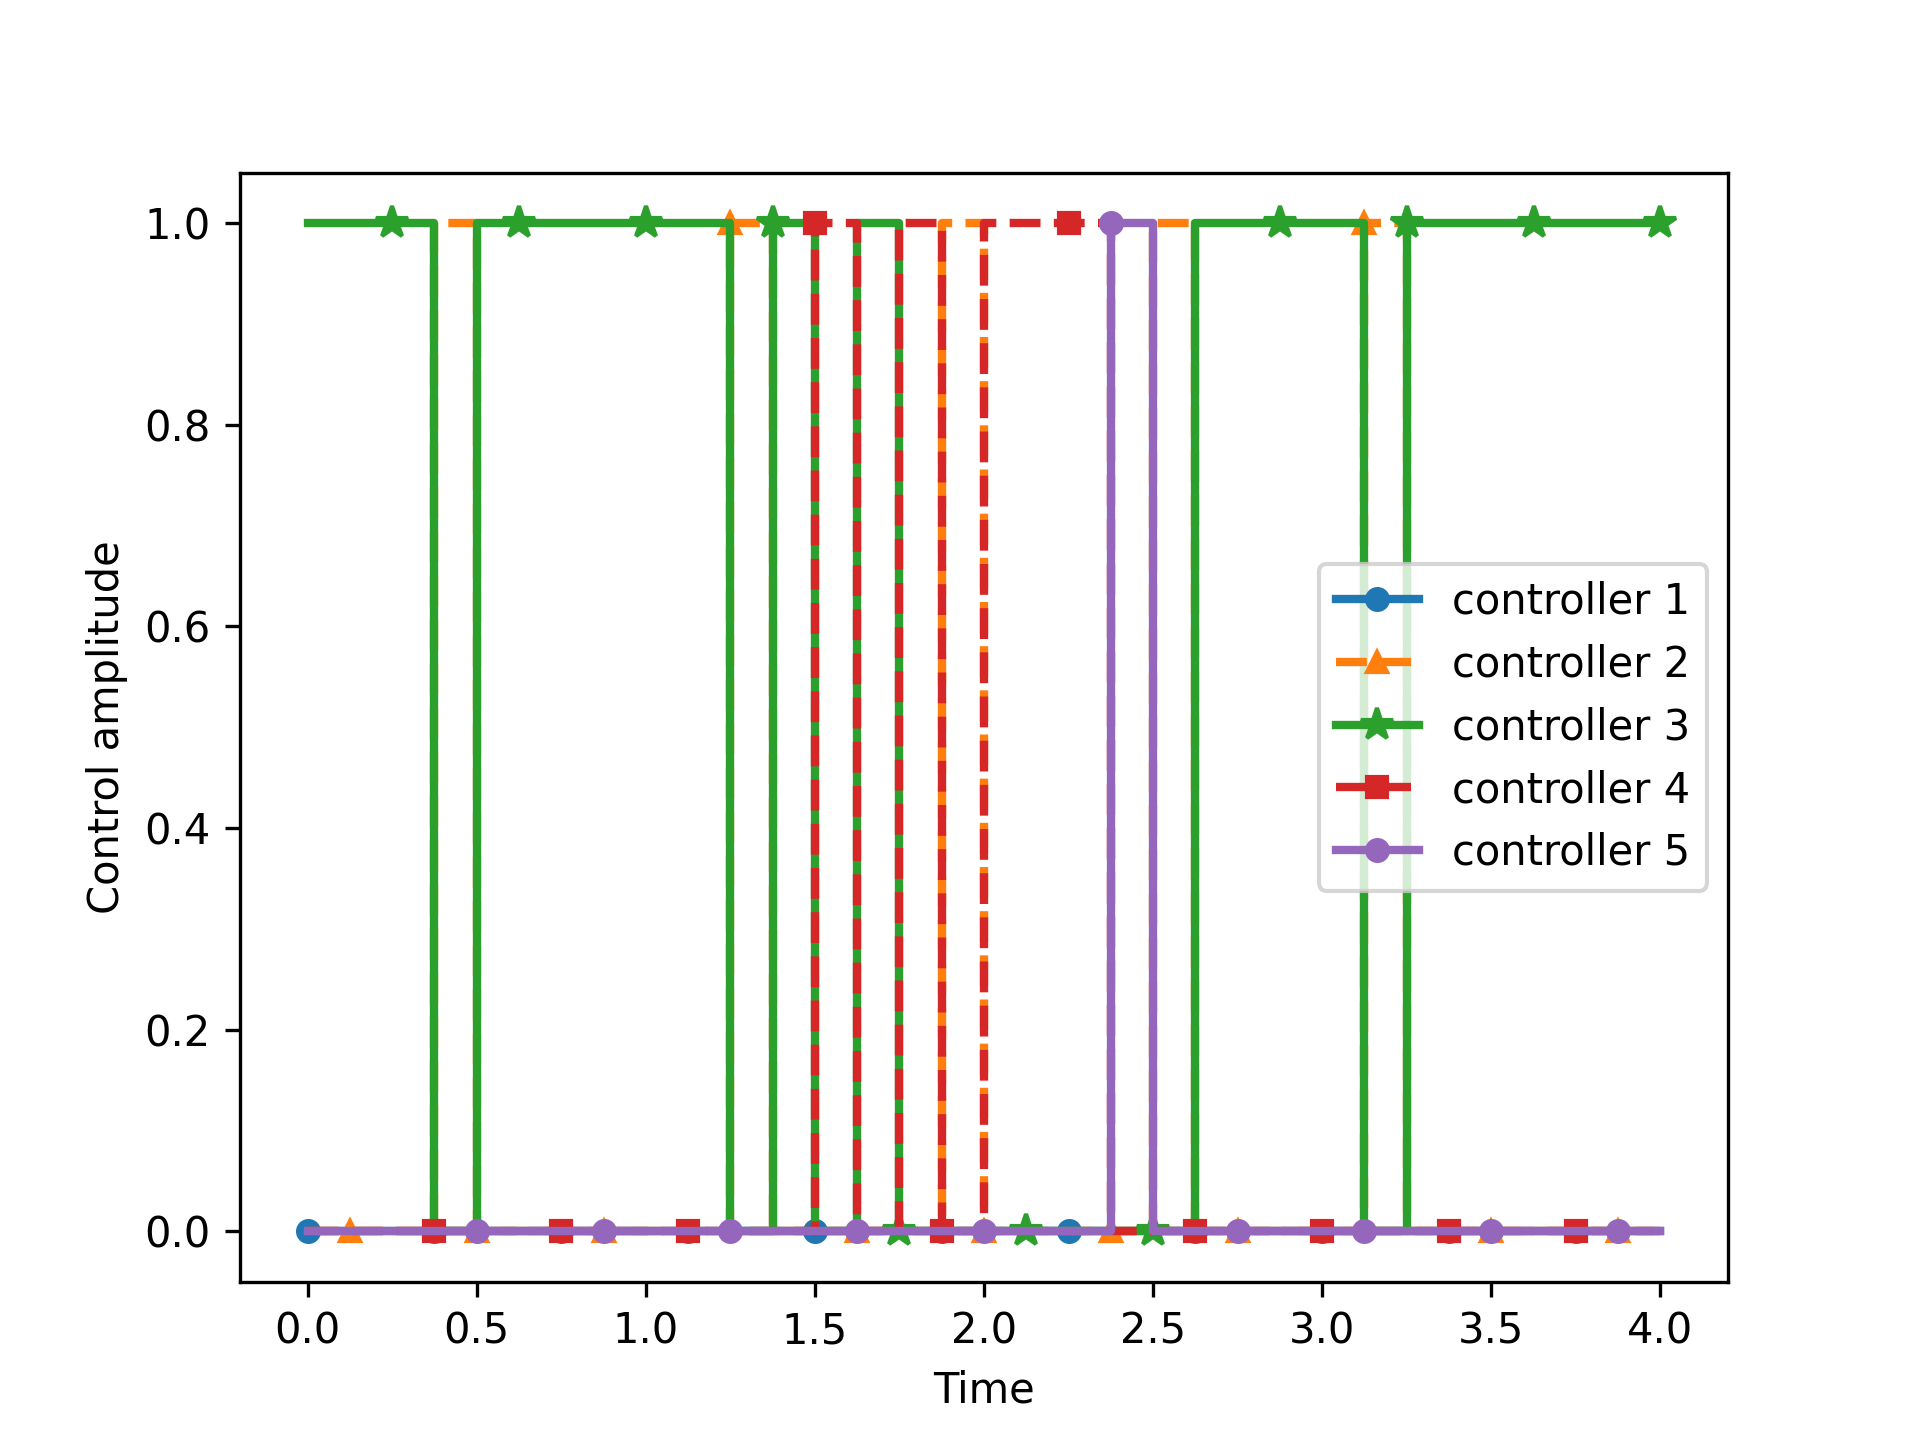 1.0
0.8
0.6
0.4
0.2
0.0
Control amplitude
controller 1
controller 2
controller 3
controller 4
controller 5
0.0 0.5 1.0 1.5 2.0 2.5 3.0 3.5 4.0
Time